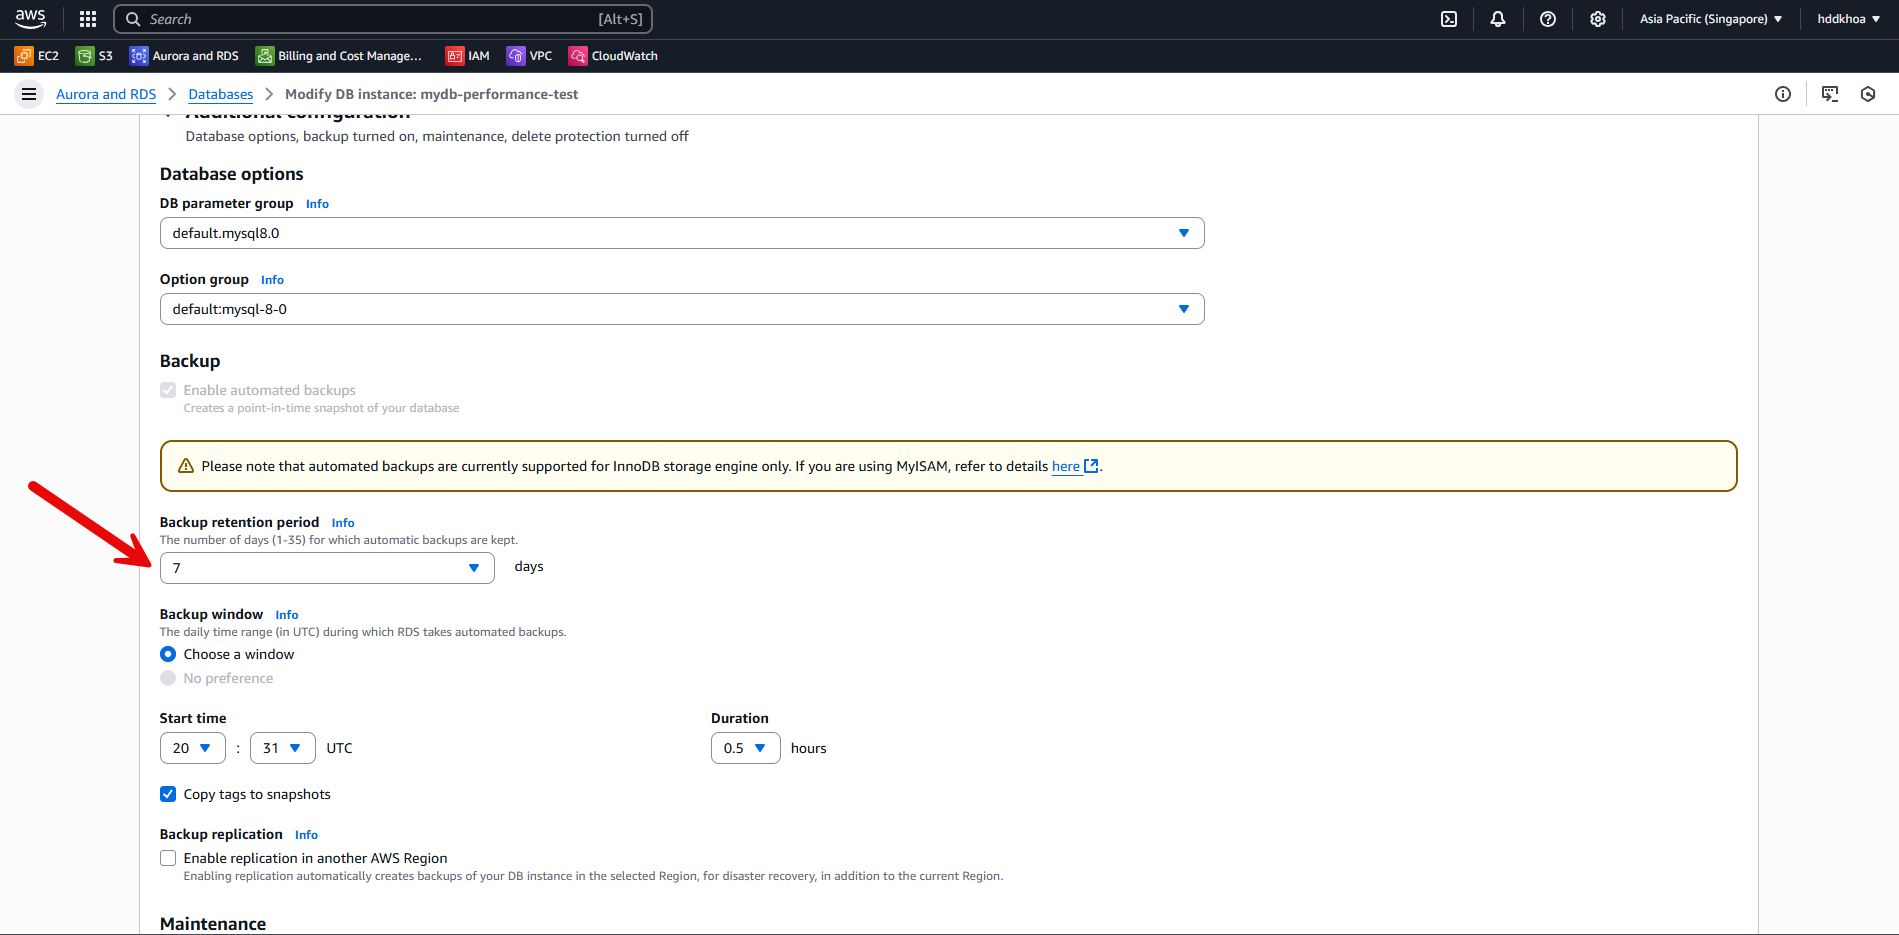 aws
Search
[Alt+S]
Asia Pacific (Singapore)
hddkhoa
EC2
S3
Aurora and RDS
Billing and Cost Manage...
IAM
VPC
CloudWatch
Aurora and RDS
Databases
Modify DB instance: mydb-performance-test
Additional configuration
Database options, backup turned on, maintenance, delete protection turned off
Database options
DB parameter group Info
default.mysql8.0
Option group Info
default:mysql-8-0
Backup
Enable automated backups
Creates a point-in-time snapshot of your database
Please note that automated backups are currently supported for InnoDB storage engine only. If you are using MyISAM, refer to details here.
Backup retention period Info
The number of days (1-35) for which automatic backups are kept.
7 days
Backup window Info
The daily time range (in UTC) during which RDS takes automated backups.
Choose a window
No preference
Start time
20 : 31 UTC
Duration
0.5 hours
Copy tags to snapshots
Backup replication Info
Enable replication in another AWS Region
Enabling replication automatically creates backups of your DB instance in the selected Region, for disaster recovery, in addition to the current Region.
Maintenance